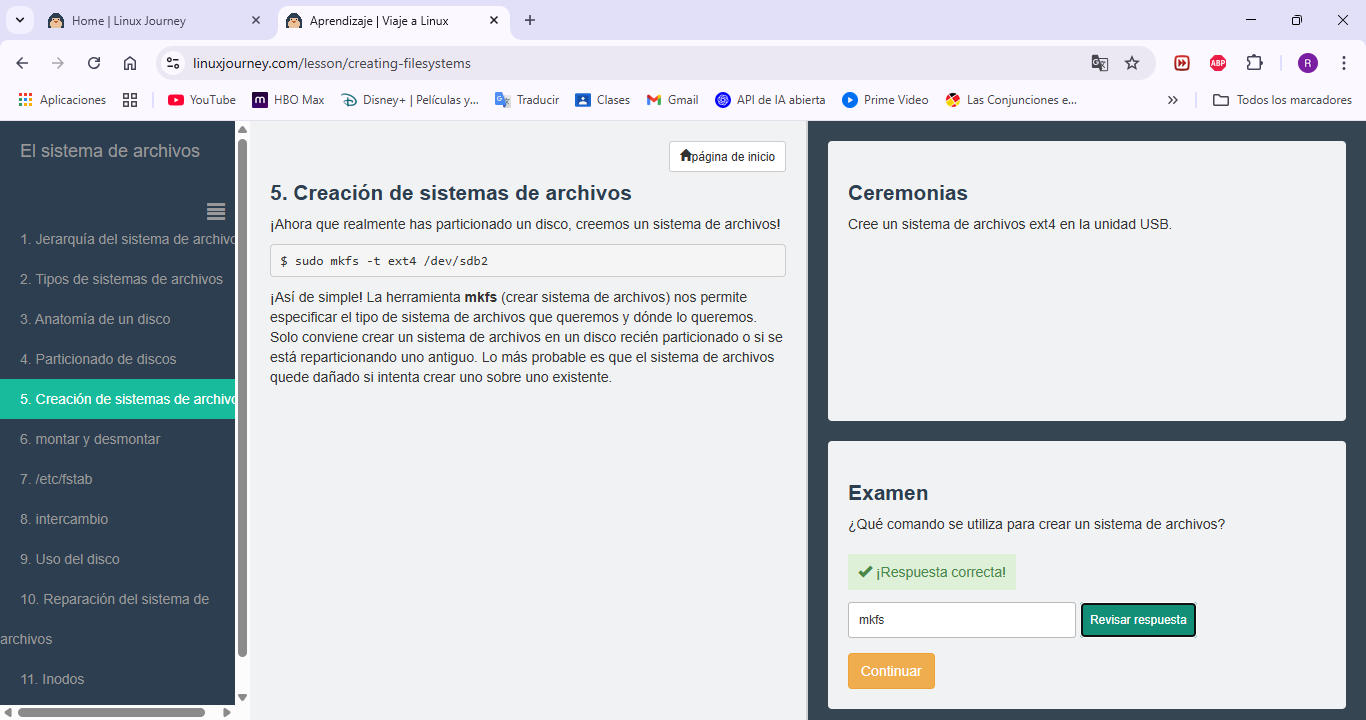 Home | Linux Journey
Aprendizaje | Viaje a Linux
linuxjourney.com/lesson/creating-filesystems
ABP
R
Aplicaciones
YouTube
m HBO Max
Disney+ | Películas y...
Traducir
Clases
Gmail
API de IA abierta
Prime Video
Las Conjunciones e...
Todos los marcadores
El sistema de archivos
1. Jerarquía del sistema de archivo
2. Tipos de sistemas de archivos
3. Anatomía de un disco
4. Particionado de discos
5. Creación de sistemas de archivo
6. montar y desmontar
7. /etc/fstab
8. intercambio
9. Uso del disco
10. Reparación del sistema de
archivos
11. Inodos
página de inicio
5. Creación de sistemas de archivos
¡Ahora que realmente has particionado un disco, creemos un sistema de archivos!
$ sudo mkfs -t ext4 /dev/sdb2
¡Así de simple! La herramienta mkfs (crear sistema de archivos) nos permite
especificar el tipo de sistema de archivos que queremos y dónde lo queremos.
Solo conviene crear un sistema de archivos en un disco recién particionado o si se
está reparticionando uno antiguo. Lo más probable es que el sistema de archivos
quede dañado si intenta crear uno sobre uno existente.
Ceremonias
Cree un sistema de archivos ext4 en la unidad USB.
Examen
¿Qué comando se utiliza para crear un sistema de archivos?
¡Respuesta correcta!
mkfs
Revisar respuesta
Continuar